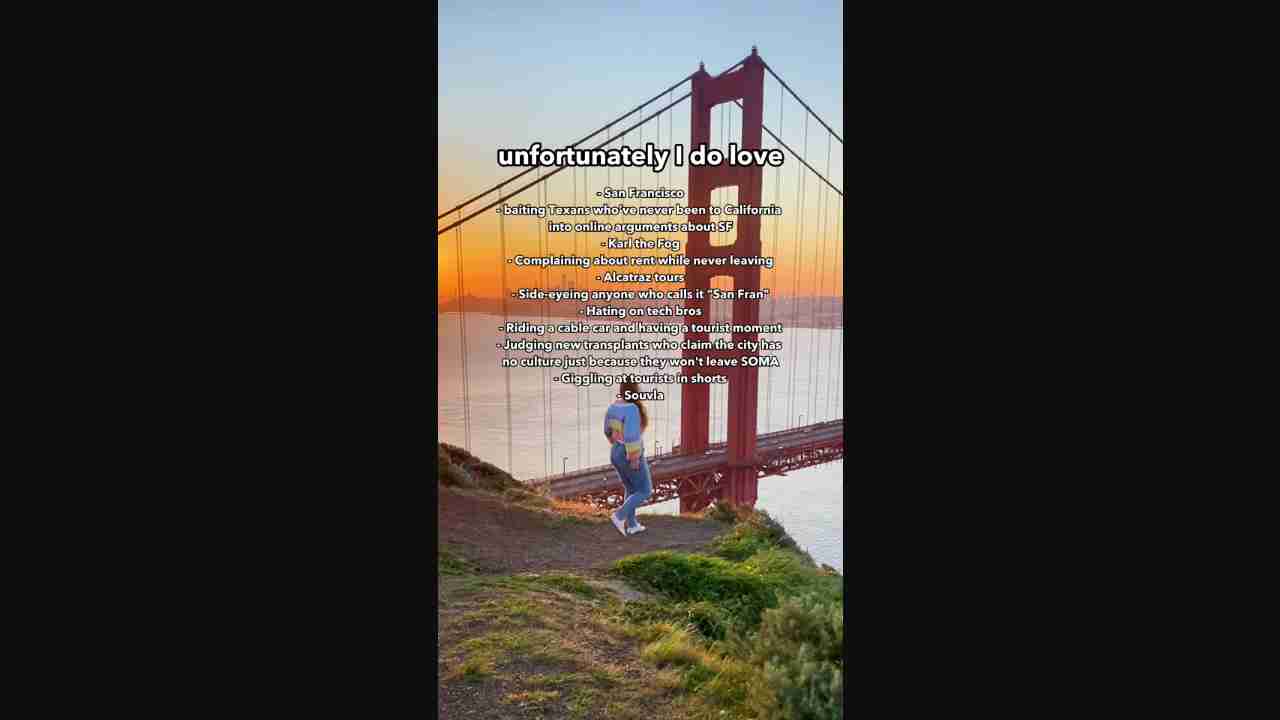 unfortunately I do love
- San Francisco
- baiting Texans who've never been to California
into online arguments about SF
- Karl the Fog
- Complaining about rent while never leaving
- Alcatraz tours
- Side-eyeing anyone who calls it "San Fran"
- Hating on tech bros
- Riding a cable car and having a tourist moment
- Judging new transplants who claim the city has
no culture just because they won't leave SOMA
- Giggling at tourists in shorts
- Souvla